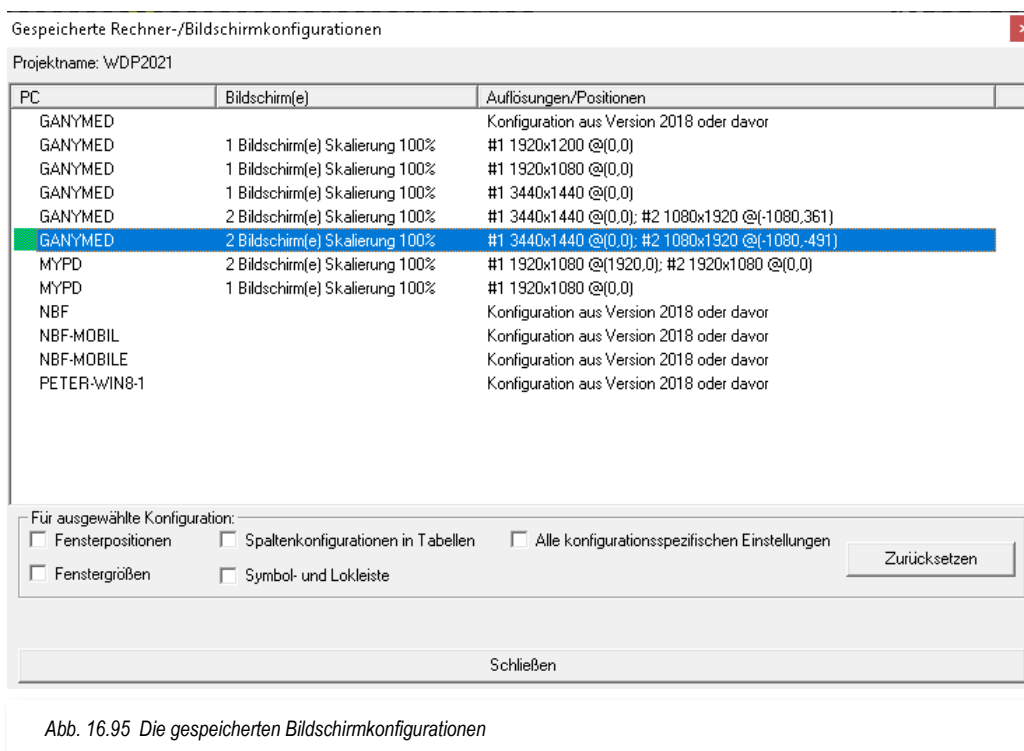 Gespeicherte Rechner-/Bildschirmkonfigurationen
Projektname: WDP2021
PC Bildschirm(e) Auflösungen/Positionen
GANYMED Konfiguration aus Version 2018 oder davor
GANYMED 1 Bildschirm(e) Skalierung 100% #1 1920x1200 @(0,0)
GANYMED 1 Bildschirm(e) Skalierung 100% #1 1920x1080 @(0,0)
GANYMED 1 Bildschirm(e) Skalierung 100% #1 3440x1440 @(0,0)
GANYMED 2 Bildschirm(e) Skalierung 100% #1 3440x1440 @(0,0); #2 1080x1920 @(-1080,361)
GANYMED 2 Bildschirm(e) Skalierung 100% #1 3440x1440 @(0,0); #2 1080x1920 @(-1080,-491)
MYPD 2 Bildschirm(e) Skalierung 100% #1 1920x1080 @(1920,0); #2 1920x1080 @(0,0)
MYPD 1 Bildschirm(e) Skalierung 100% #1 1920x1080 @(0,0)
NBF Konfiguration aus Version 2018 oder davor
NBF-MOBIL Konfiguration aus Version 2018 oder davor
NBF-MOBILE Konfiguration aus Version 2018 oder davor
PETER-WIN8-1 Konfiguration aus Version 2018 oder davor
Für ausgewählte Konfiguration:
Fensterpositionen Spaltenkonfigurationen in Tabellen Alle konfigurationsspezifischen Einstellungen
Zurücksetzen
Fenstergrößen Symbol- und Lokleiste
Schließen
Abb. 16.95 Die gespeicherten Bildschirmkonfigurationen